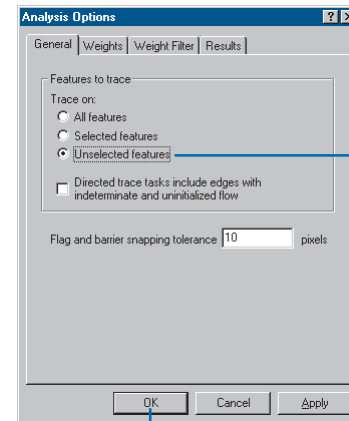 Analysis Options
General Weights Weight Filter Results
Features to trace
Trace on:
All features
Selected features
Unselected features
Directed trace tasks include edges with
indeterminate and uninitialized flow
Flag and barrier snapping tolerance 10 pixels
OK Cancel Apply